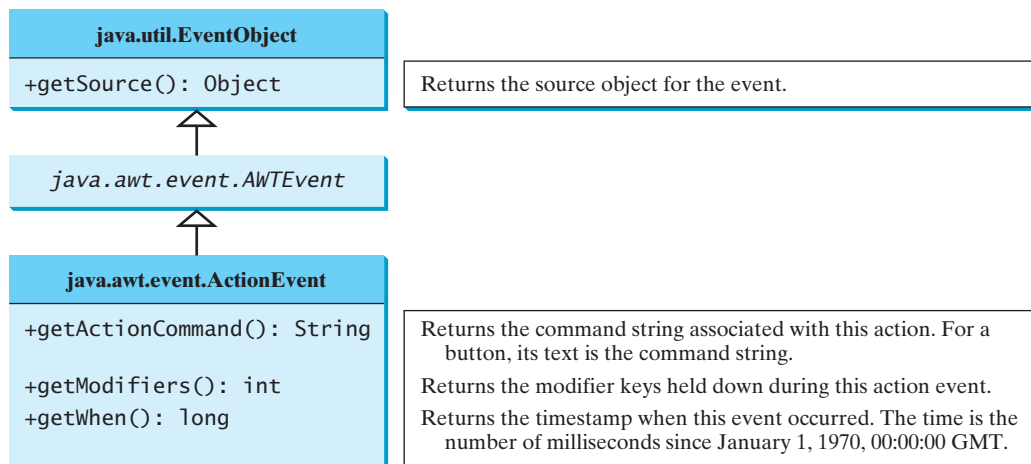 java.util.EventObject
+getSource(): Object
Returns the source object for the event.
java.awt.event.AWTEvent
java.awt.event.ActionEvent
+getActionCommand(): String
Returns the command string associated with this action. For a
button, its text is the command string.
+getModifiers(): int
Returns the modifier keys held down during this action event.
+getWhen(): long
Returns the timestamp when this event occurred. The time is the
number of milliseconds since January 1, 1970, 00:00:00 GMT.